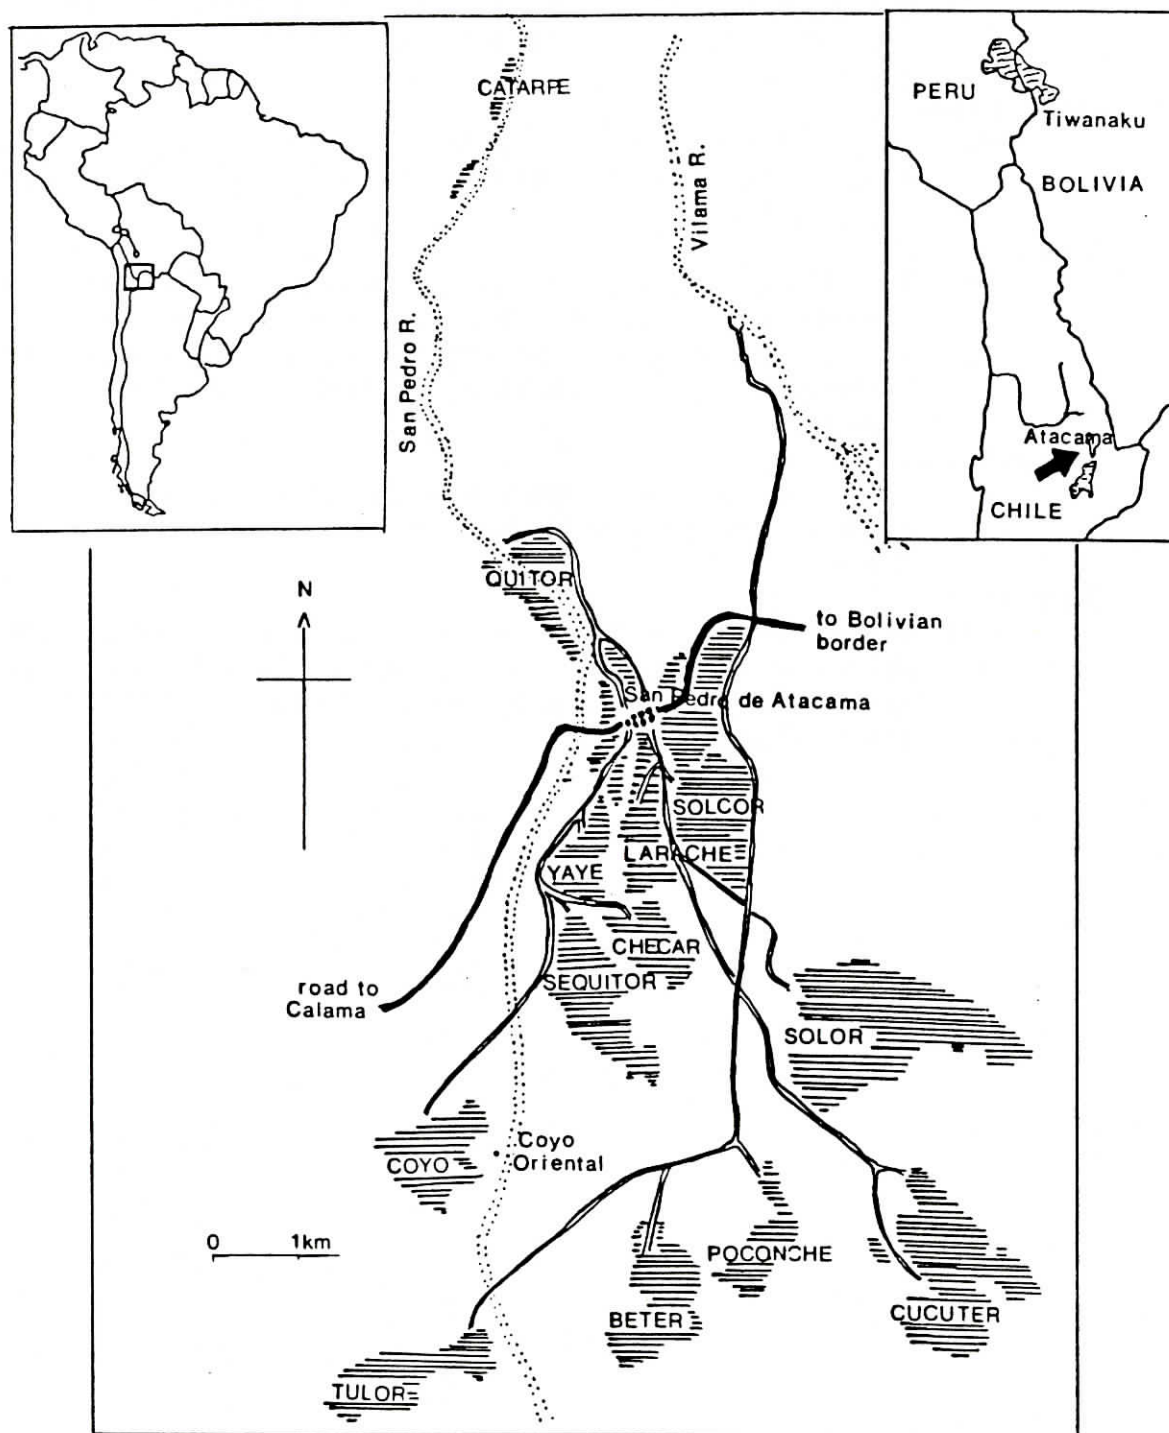 CATARPE
Vilama R.
San Pedro R.
PERU
Tiwanaku
BOLIVIA
Atacama
CHILE
QUITOR
N
to Bolivian
border
San Pedro de Atacama
SOLCOR
LARACHE
YAYE
CHECAR
SEQUITOR
road to
Calama
SOLOR
Coyo
Oriental
COYO
0 1km
POCONCHE
BETER
CUCUTER
TULOR